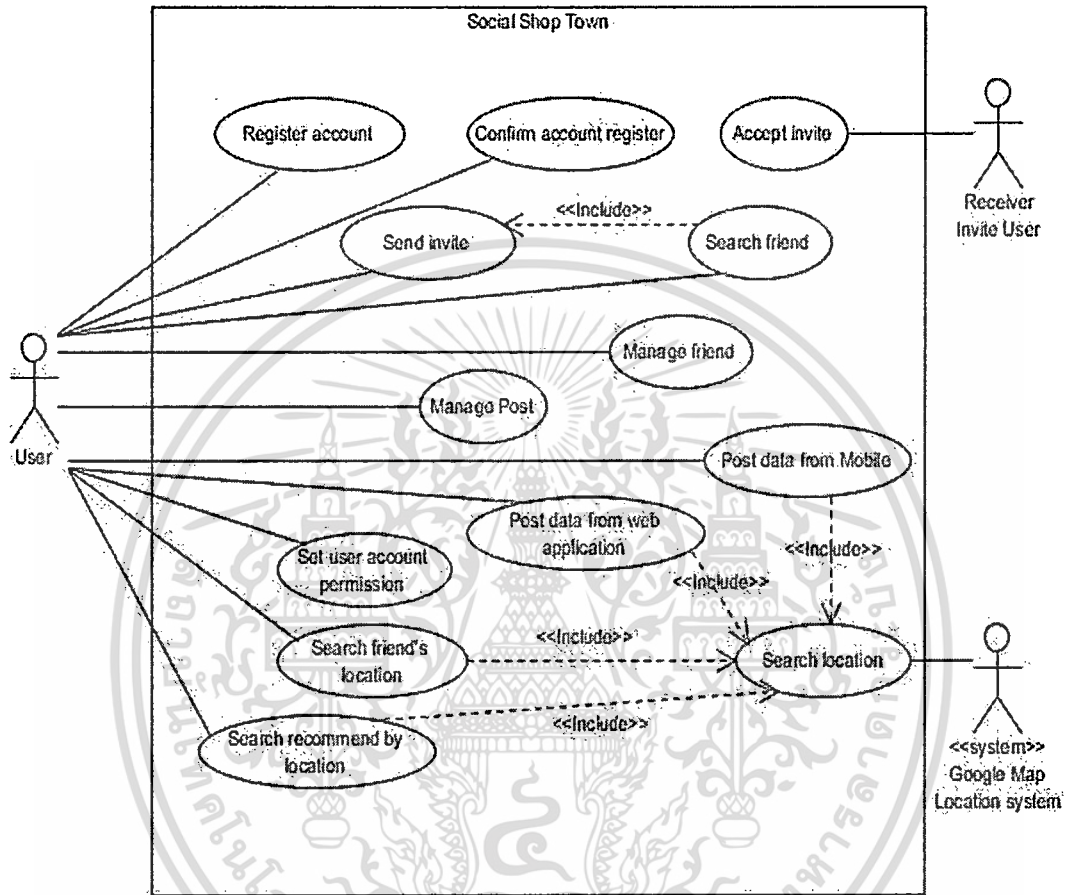 Social Shop Town
Register account
Confirm account register
Accept invite
Receiver
Invite User
<<Include>>
Send invite
Search friend
Manage friend
Manage Post
User
Post data from Mobile
Post data from web
application
<<Include>>
<<Include>>
Set user account
permission
Search friend's
location
<<Include>>
Search location
<<Include>>
Search recommend by
location
<<system>>
Google Map
Location system